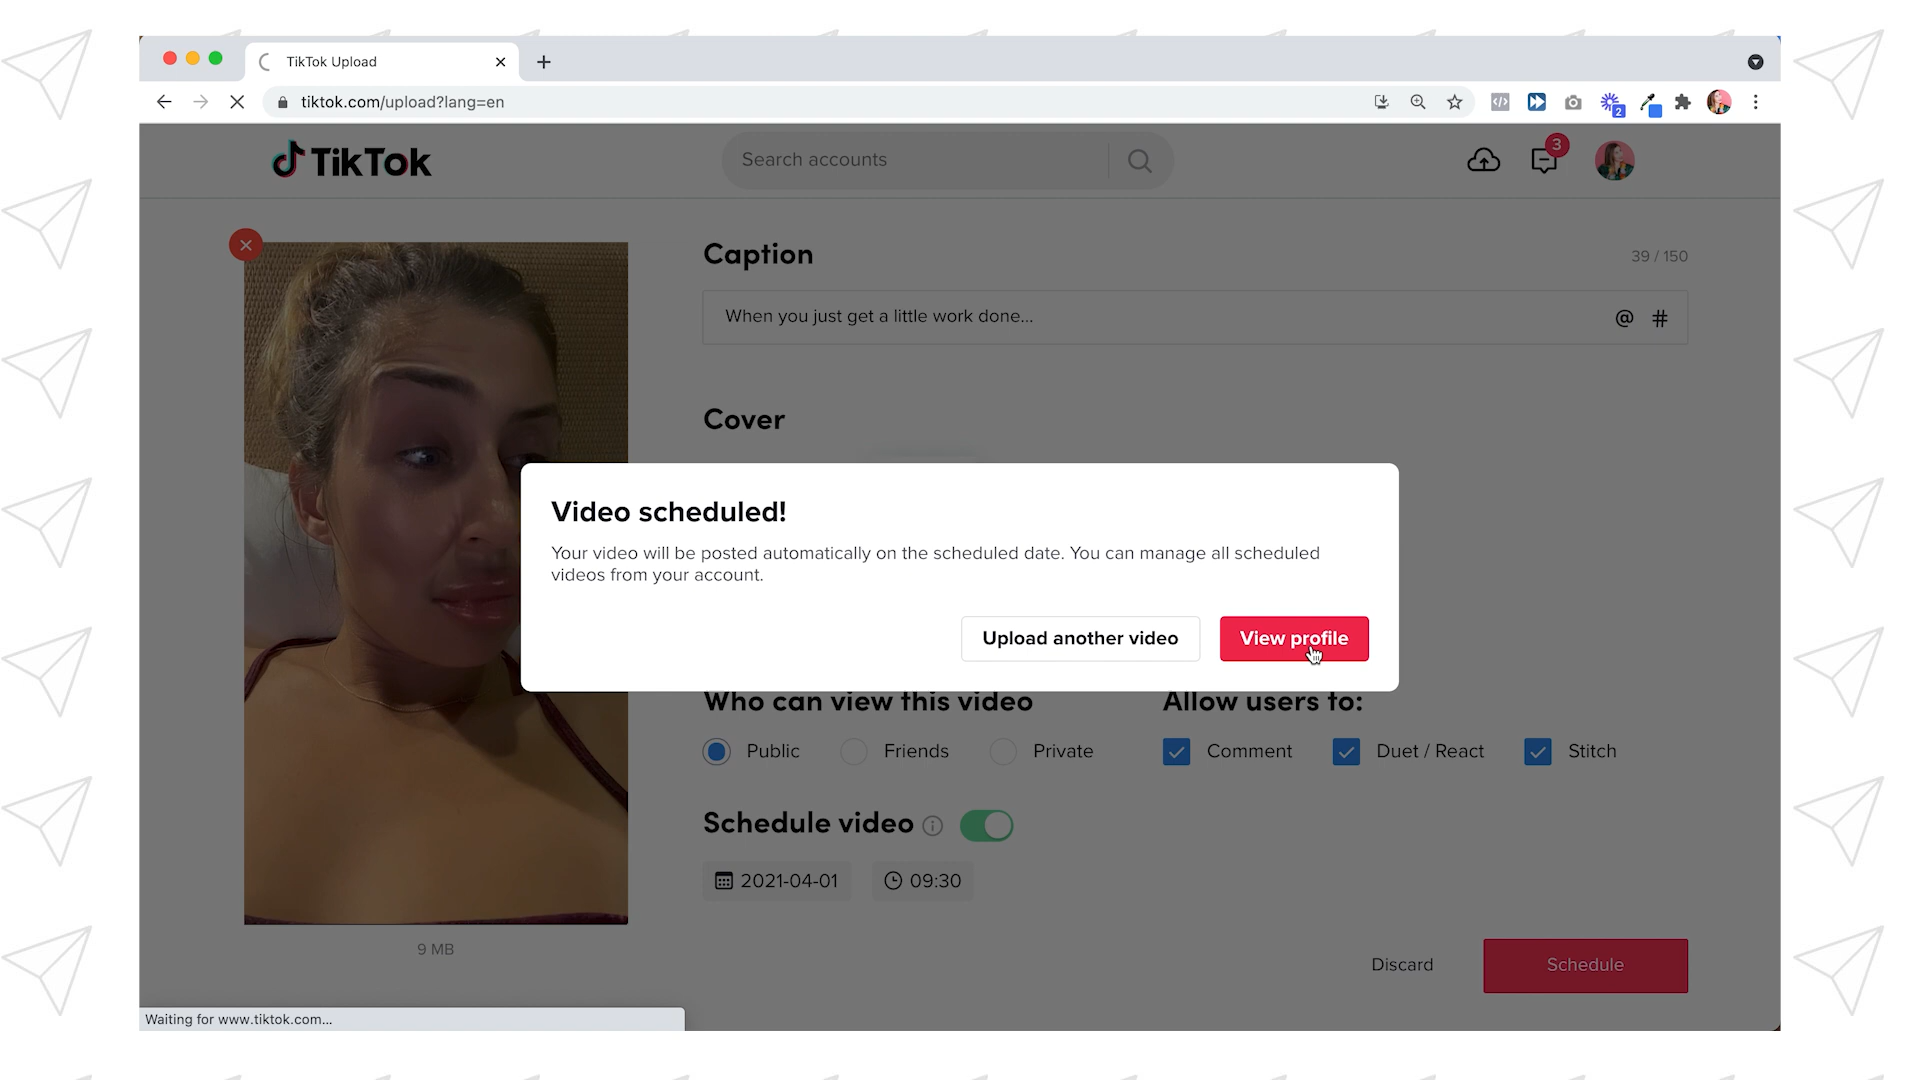 TikTok Upload
tiktok.com/upload?lang=en
2
TikTok
Search accounts
3
Caption
39 / 150
When you just get a little work done...
@ #
Cover
Video scheduled!
Your video will be posted automatically on the scheduled date. You can manage all scheduled
videos from your account.
Upload another video
View profile
Who can view this video
Allow users to:
Public
Friends
Private
Comment
Duet / React
Stitch
Schedule video
2021-04-01
09:30
9 MB
Discard
Schedule
Waiting for www.tiktok.com...